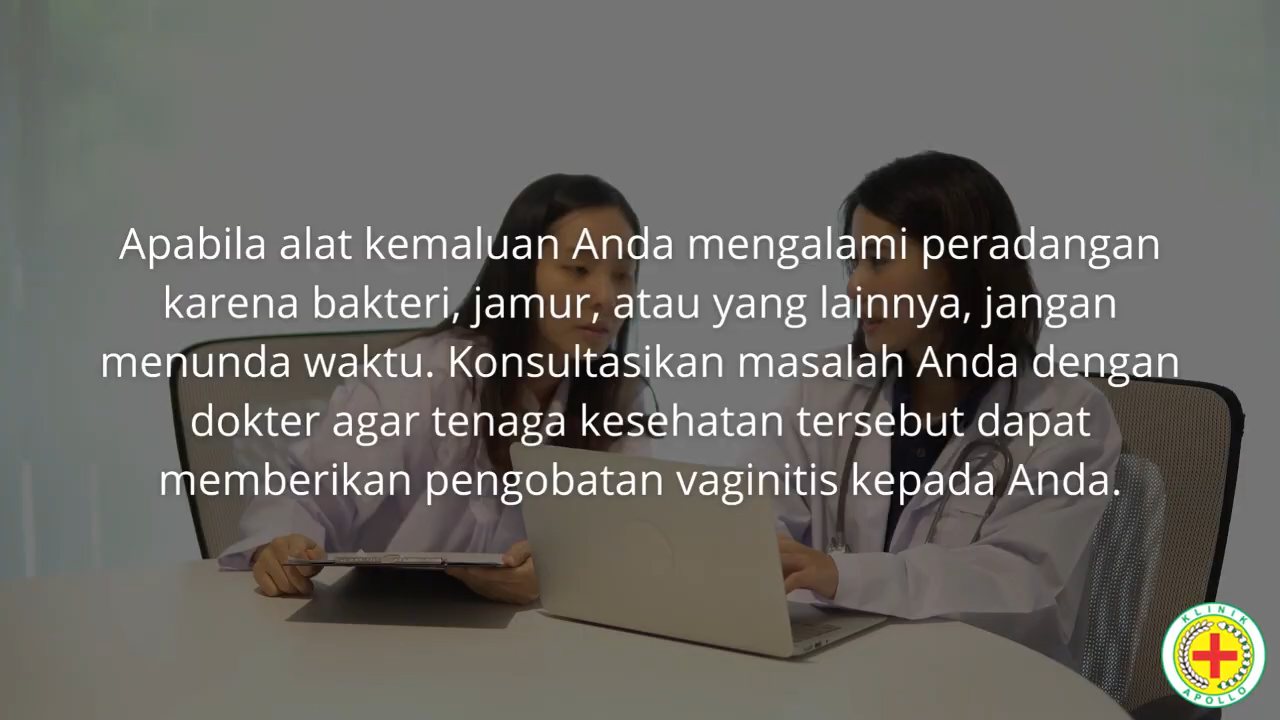 Apabila alat kemaluan Anda mengalami peradangan
karena bakteri, jamur, atau yang lainnya, jangan
menunda waktu. Konsultasikan masalah Anda dengan
dokter agar tenaga kesehatan tersebut dapat
memberikan pengobatan vaginitis kepada Anda.
KLINIK
APOLLO